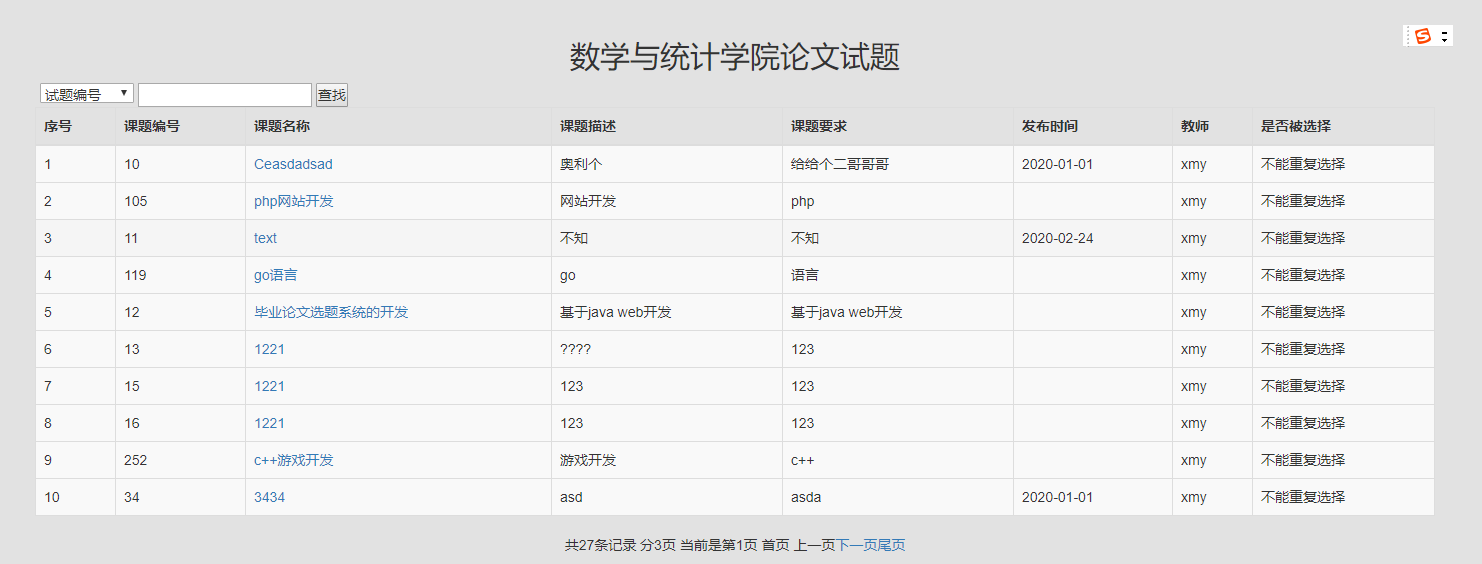 数学与统计学院论文试题
试题编号 查找
序号 课题编号 课题名称 课题描述 课题要求 发布时间 教师 是否被选择
1 10 Ceasdadsad 奥利个 给给个二哥哥哥 2020-01-01 xmy 不能重复选择
2 105 php网站开发 网站开发 php xmy 不能重复选择
3 11 text 不知 不知 2020-02-24 xmy 不能重复选择
4 119 go语言 go 语言 xmy 不能重复选择
5 12 毕业论文选题系统的开发 基于java web开发 基于java web开发 xmy 不能重复选择
6 13 1221 ???? 123 xmy 不能重复选择
7 15 1221 123 123 xmy 不能重复选择
8 16 1221 123 123 xmy 不能重复选择
9 252 c++游戏开发 游戏开发 c++ xmy 不能重复选择
10 34 3434 asd asda 2020-01-01 xmy 不能重复选择
共27条记录 分3页 当前是第1页 首页 上一页下一页尾页